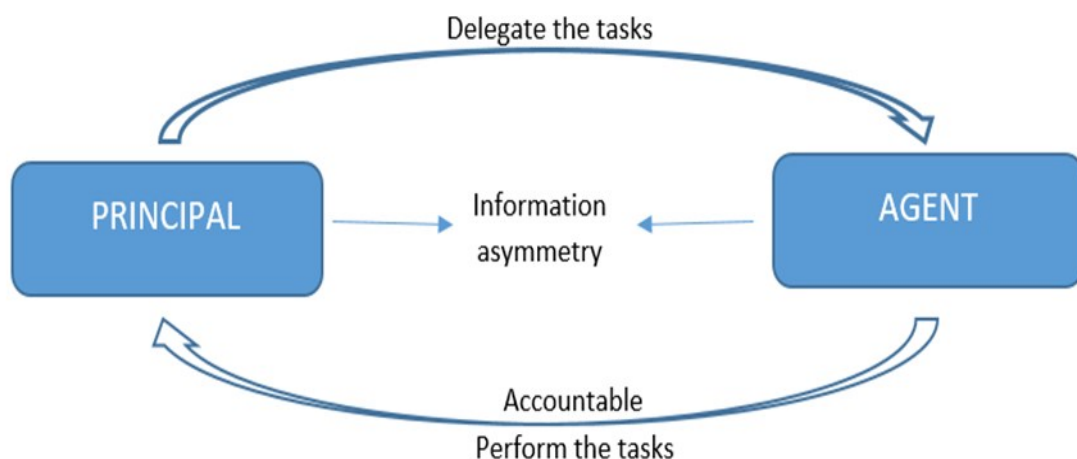 Delegate the tasks
PRINCIPAL
Information
asymmetry
AGENT
Accountable
Perform the tasks